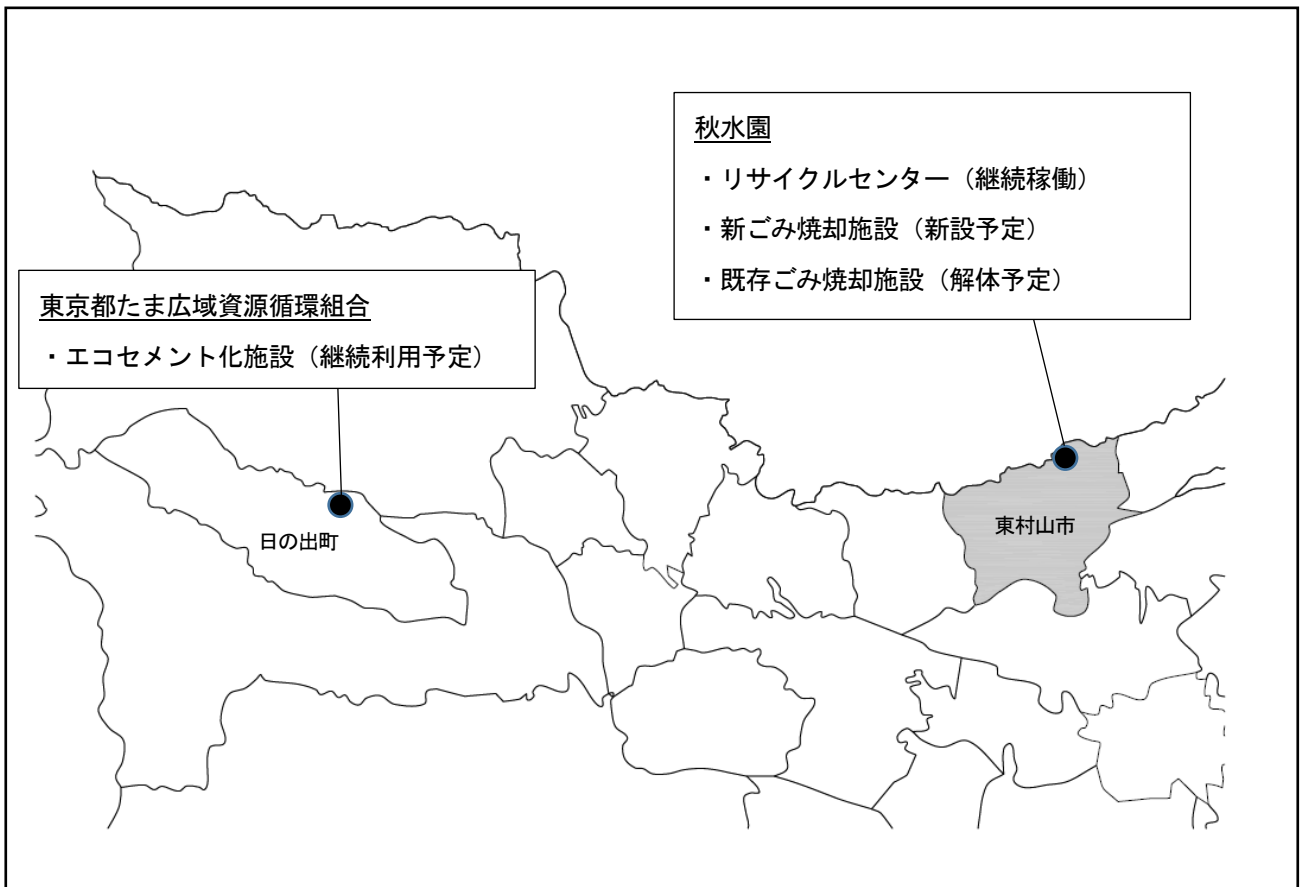 秋水園
・リサイクルセンター（継続稼働）
・新ごみ焼却施設（新設予定）
・既存ごみ焼却施設（解体予定）
東京都たま広域資源循環組合
・エコセメント化施設（継続利用予定）
日の出町
東村山市